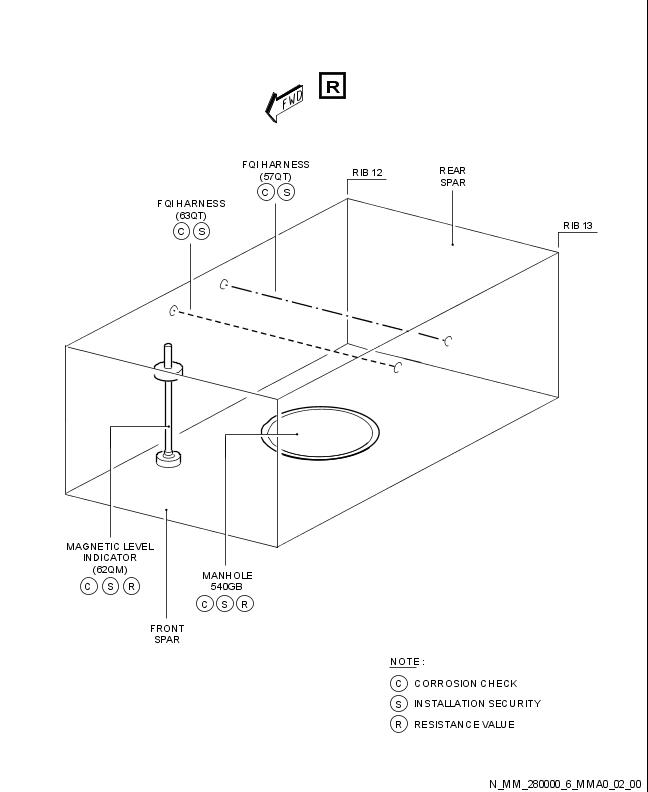 R
FWD
FQI HARNESS
(57QT)
C S
RIB 12
REAR
SPAR
FQI HARNESS
(63QT)
C S
RIB 13
MAGNETIC LEVEL
INDICATOR
(62QM)
C S R
MANHOLE
540GB
C S R
FRONT
SPAR
NOTE:
C CORROSION CHECK
S INSTALLATION SECURITY
R RESISTANCE VALUE
N_MM_280000_6_MMA0_02_00